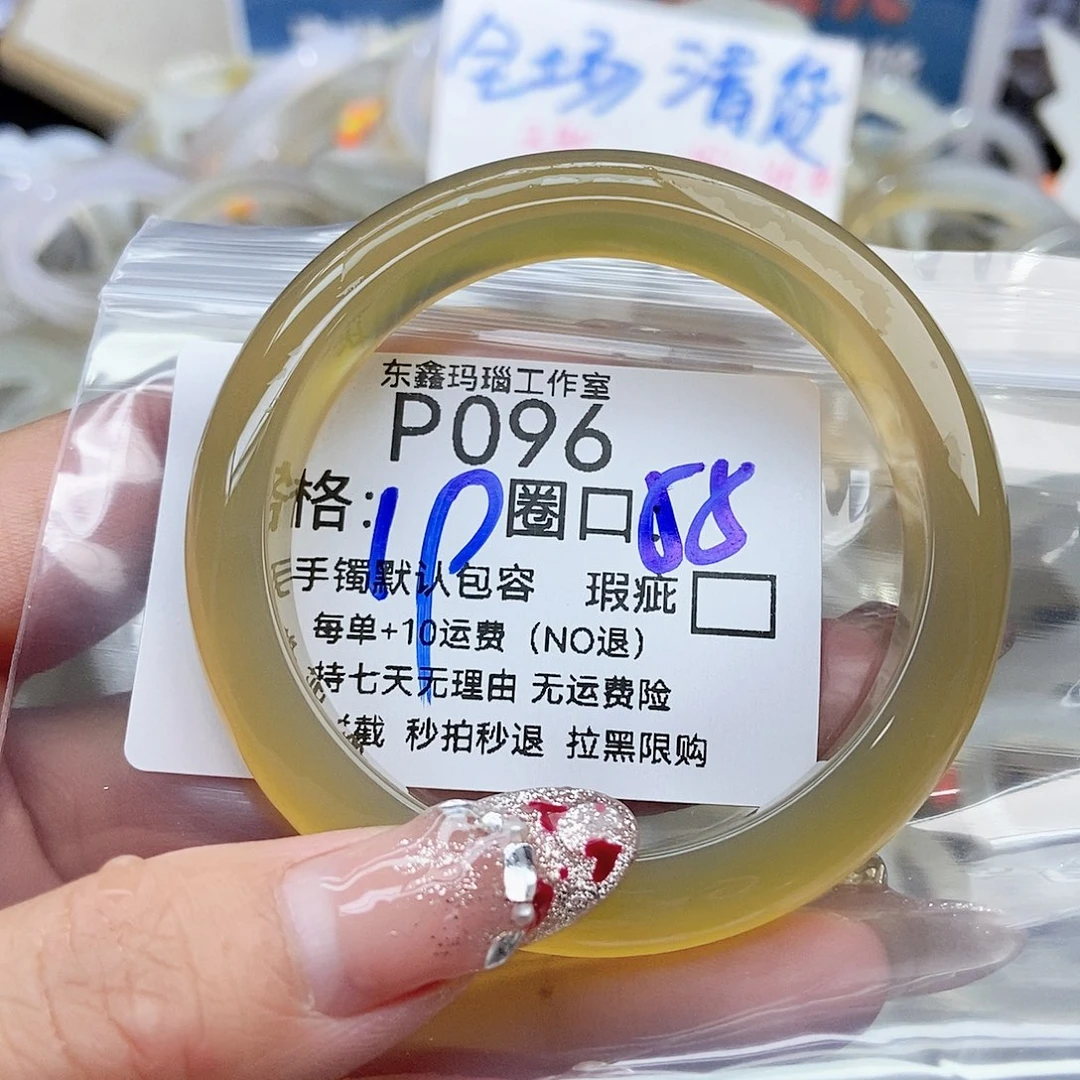 全场 清货
东鑫玛瑙工作室
P096
格: 1P 圈口: 58
手镯默认包容 瑕疵
每单+10运费（NO退）
持七天无理由 无运费险
截 秒拍秒退 拉黑限购